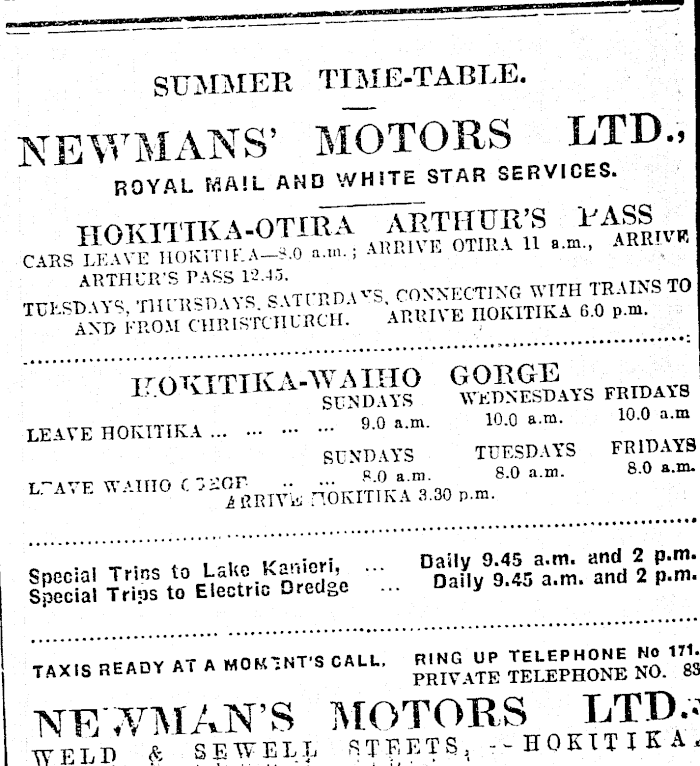 SUMMER TIME-TABLE.
NEWMANS' MOTORS LTD.,
ROYAL MAIL AND WHITE STAR SERVICES.
HOKITIKA-OTIRA ARTHUR'S PASS
CARS LEAVE HOKITIKA—8.0 a.m.; ARRIVE OTIRA 11 a.m., ARRIVE
ARTHUR'S PASS 12.45.
TUESDAYS, THURSDAYS, SATURDAYS, CONNECTING WITH TRAINS TO
AND FROM CHRISTCHURCH. ARRIVE HOKITIKA 6.0 p.m.
HOKITIKA-WAIHO GORGE
SUNDAYS WEDNESDAYS FRIDAYS
LEAVE HOKITIKA ... ... ... ... 9.0 a.m. 10.0 a.m. 10.0 a.m
SUNDAYS TUESDAYS FRIDAYS
LEAVE WAIHO GORGE .. ... 8.0 a.m. 8.0 a.m. 8.0 a.m.
ARRIVE HOKITIKA 3.30 p.m.
Special Trips to Lake Kanieri, ... Daily 9.45 a.m. and 2 p.m.
Special Trips to Electric Dredge ... Daily 9.45 a.m. and 2 p.m.
TAXIS READY AT A MOMENT'S CALL. RING UP TELEPHONE No 171.
PRIVATE TELEPHONE NO. 83
NEWMAN'S MOTORS LTD.,
WELD & SEWELL STEETS, -- HOKITIKA.